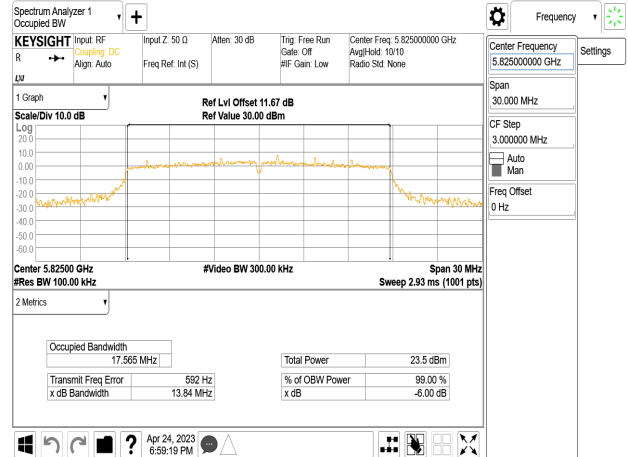 Spectrum Analyzer 1
Occupied BW
KEYSIGHT
R
Input: RF
Coupling: DC
Align: Auto
Input Z: 50 Ω
Freq Ref: Int (S)
Atten: 30 dB
Trig: Free Run
Gate: Off
#IF Gain: Low
Center Freq: 5.825000000 GHz
Avg|Hold: 10/10
Radio Std: None
1 Graph
Scale/Div 10.0 dB
Ref Lvl Offset 11.67 dB
Ref Value 30.00 dBm
Log
20.0
10.0
0.00
-10.0
-20.0
-30.0
-40.0
-50.0
-60.0
Center 5.82500 GHz
#Video BW 300.00 kHz
Span 30 MHz
#Res BW 100.00 kHz
Sweep 2.93 ms (1001 pts)
2 Metrics
Occupied Bandwidth
17.565 MHz
Total Power 23.5 dBm
Transmit Freq Error 592 Hz
% of OBW Power 99.00 %
x dB Bandwidth 13.84 MHz
x dB -6.00 dB
Apr 24, 2023
6:59:19 PM
Frequency
Settings
Center Frequency
5.825000000 GHz
Span
30.000 MHz
CF Step
3.000000 MHz
Auto
Man
Freq Offset
0 Hz